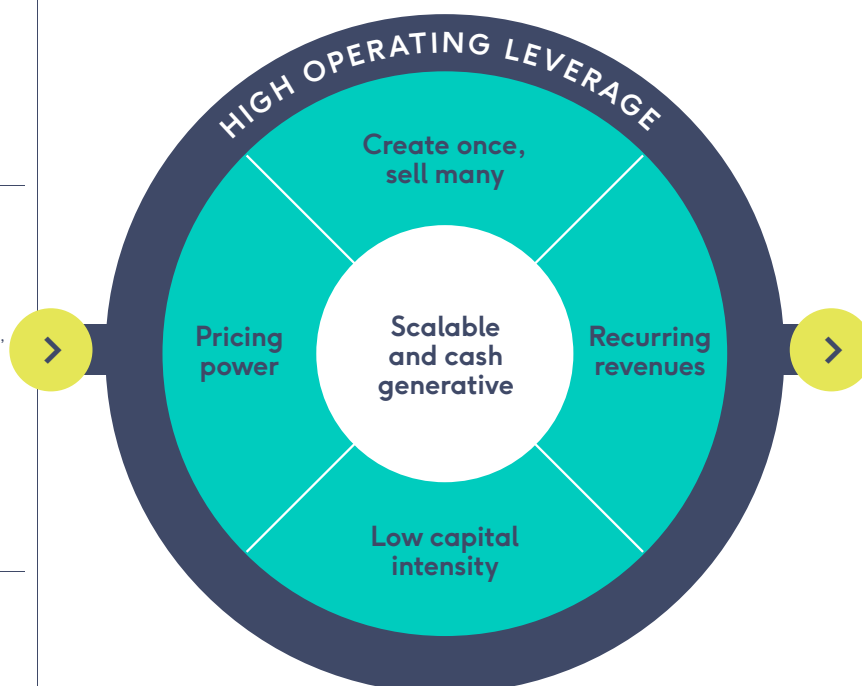 HIGH OPERATING LEVERAGE
Create once,
sell many
Pricing
power
Scalable
and cash
generative
Recurring
revenues
Low capital
intensity